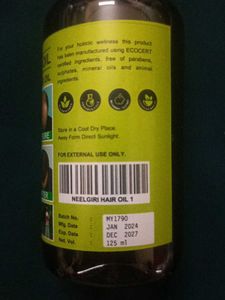 OIL
For your holistic wellness this product
has been manufactured using ECOCERT
certified ingredients, free of parabens,
sulphates, mineral oils and animal
ingredients.
Store in a Cool Dry Place
Away Form Direct Sunlight.
FOR EXTERNAL USE ONLY.
NEELGIRI HAIR OIL 1
Batch No. : MY1790
Mfg. Date : JAN 2024
Exp. Date : DEC 2027
Net. Vol. : 125 ml